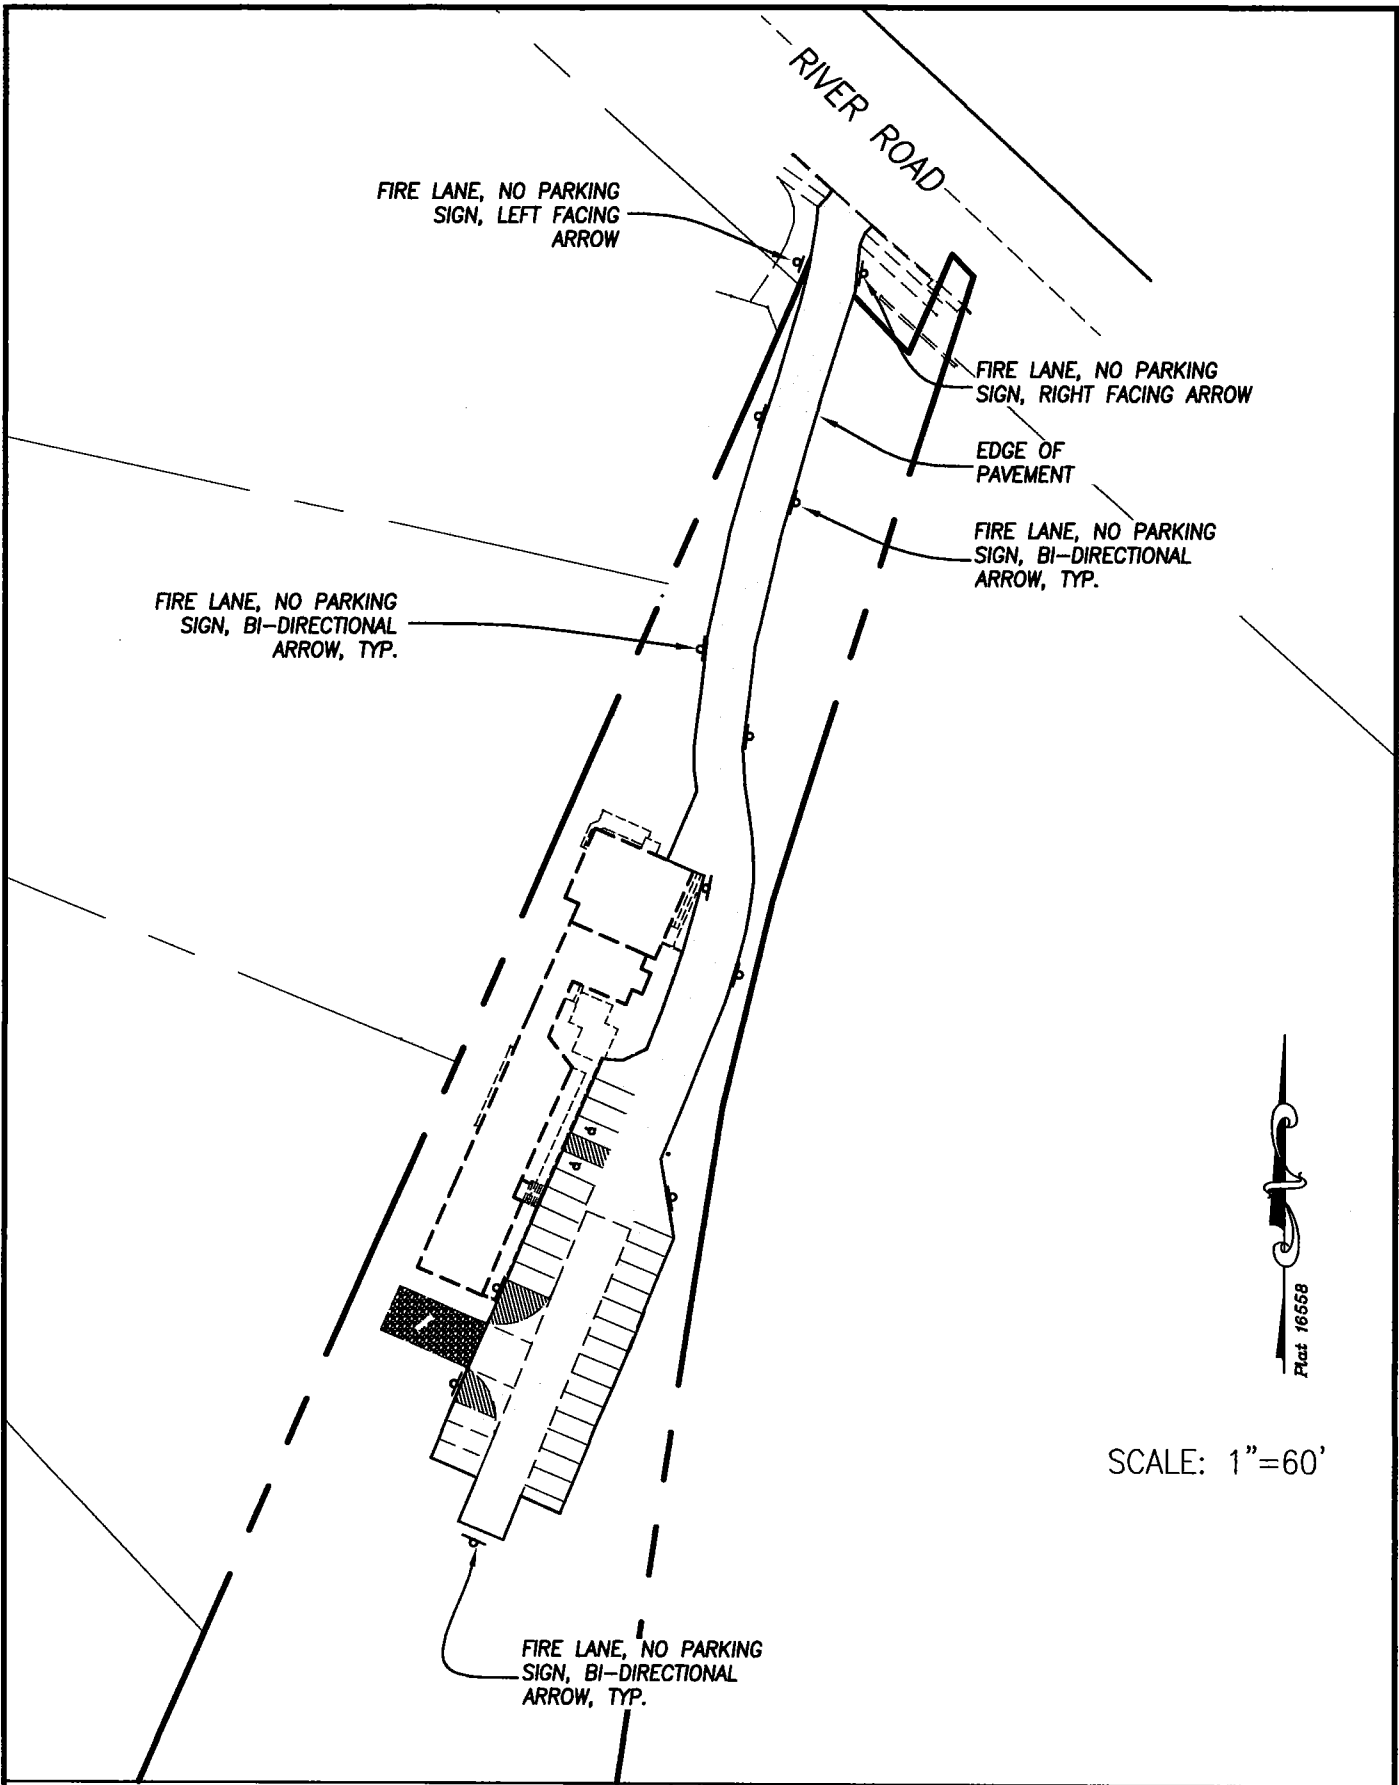 RIVER ROAD
FIRE LANE, NO PARKING
SIGN, LEFT FACING
ARROW
FIRE LANE, NO PARKING
SIGN, RIGHT FACING ARROW
EDGE OF
PAVEMENT
FIRE LANE, NO PARKING
SIGN, BI-DIRECTIONAL
ARROW, TYP.
FIRE LANE, NO PARKING
SIGN, BI-DIRECTIONAL
ARROW, TYP.
Plat 16558
SCALE: 1"=60'
FIRE LANE, NO PARKING
SIGN, BI-DIRECTIONAL
ARROW, TYP.